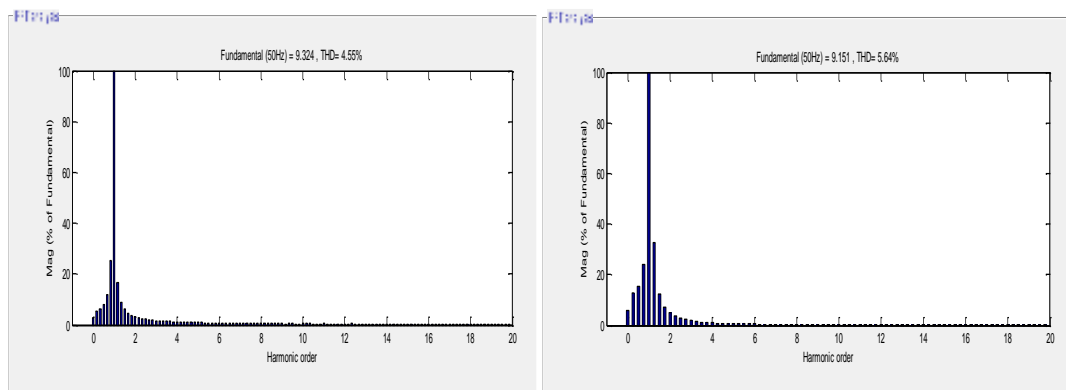 Fundamental (50Hz) = 9.324 , THD= 4.55%
100
80
60
40
20
0
Mag (% of Fundamental)
0 2 4 6 8 10 12 14 16 18 20
Harmonic order
Fundamental (50Hz) = 9.151 , THD= 5.64%
100
80
60
40
20
0
Mag (% of Fundamental)
0 2 4 6 8 10 12 14 16 18 20
Harmonic order